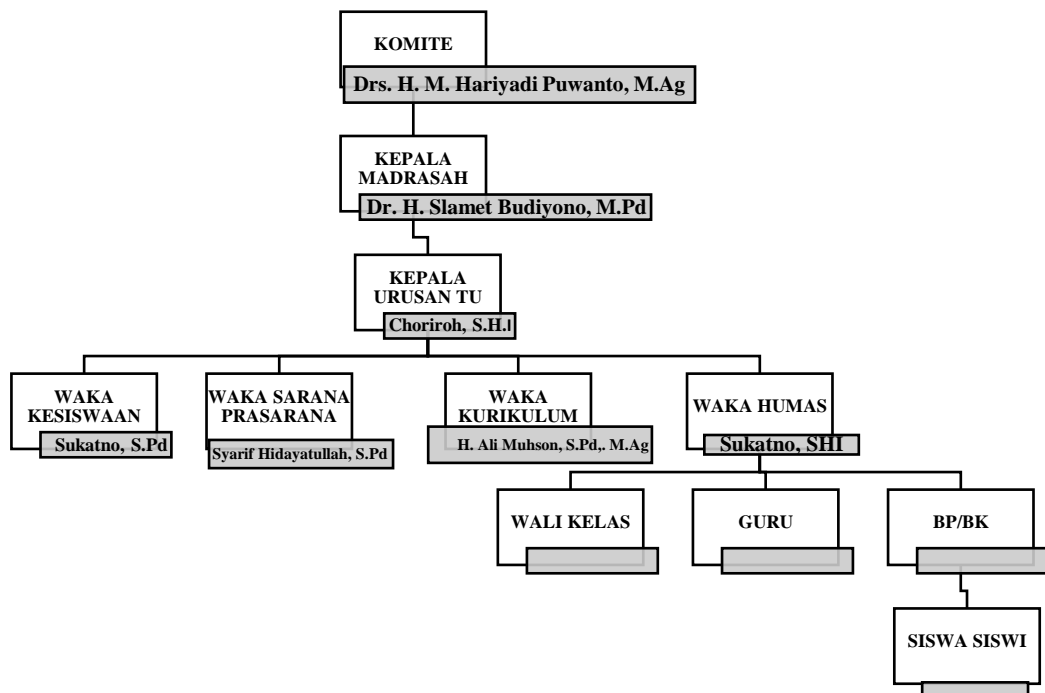 KOMITE
Drs. H. M. Hariyadi Puwanto, M.Ag
KEPALA
MADRASAH
Dr. H. Slamet Budiyono, M.Pd
KEPALA
URUSAN TU
Choriroh, S.H.I
WAKA
KESISWAAN
Sukatno, S.Pd
WAKA SARANA
PRASARANA
Syarif Hidayatullah, S.Pd
WAKA
KURIKULUM
H. Ali Muhson, S.Pd,. M.Ag
WAKA HUMAS
Sukatno, SHI
WALI KELAS
GURU
BP/BK
SISWA SISWI